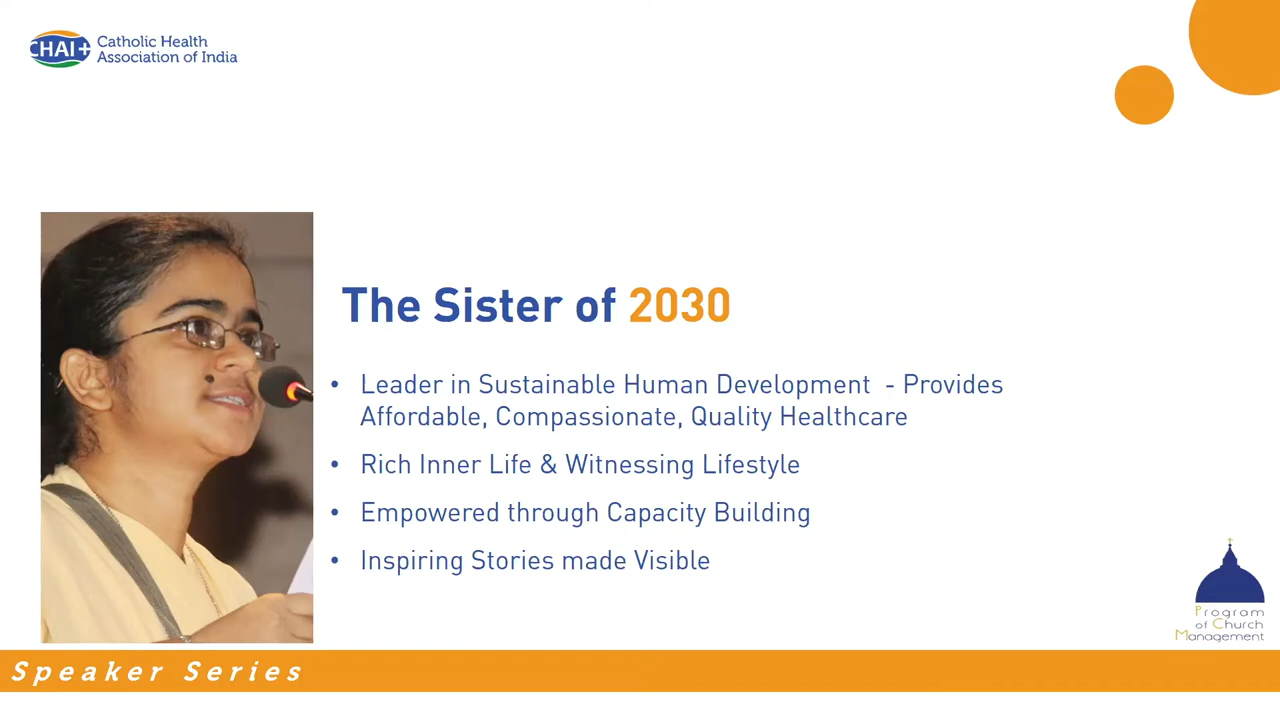 CHAI+ Catholic Health
Association of India
The Sister of 2030
• Leader in Sustainable Human Development - Provides
Affordable, Compassionate, Quality Healthcare
• Rich Inner Life & Witnessing Lifestyle
• Empowered through Capacity Building
• Inspiring Stories made Visible
Program
of Church
Management
Speaker Series